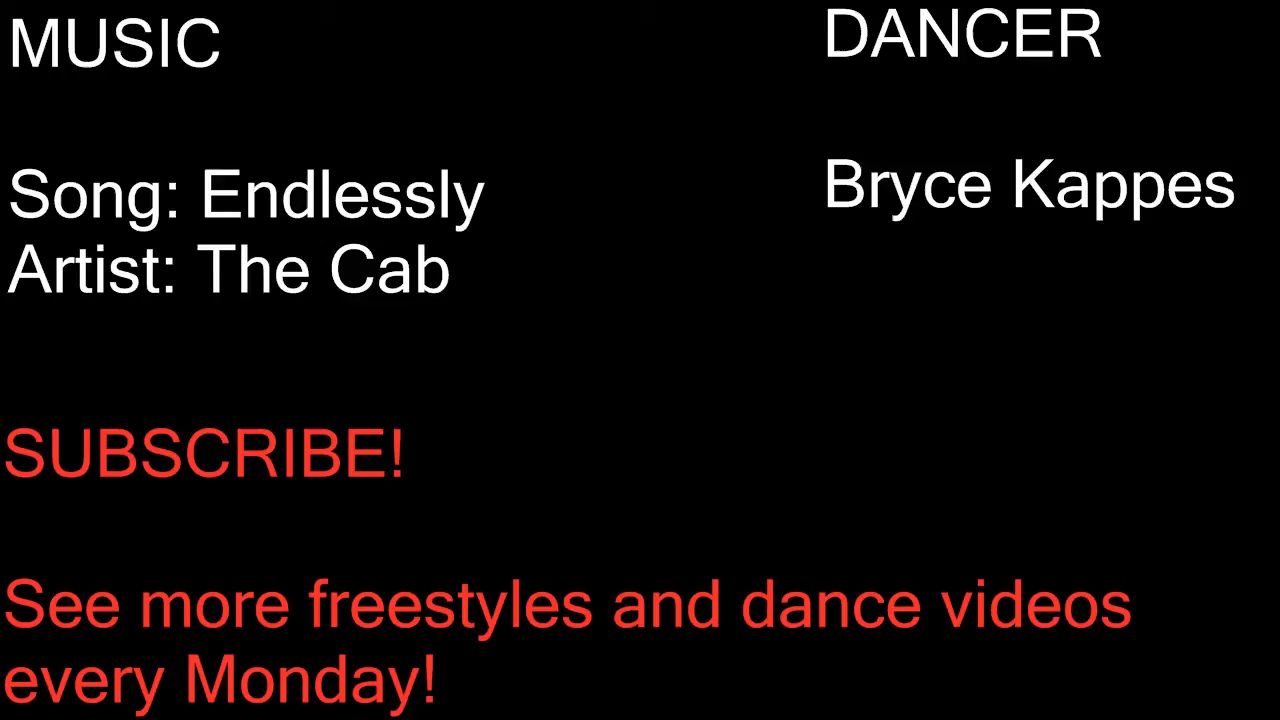 MUSIC
Song: Endlessly
Artist: The Cab
DANCER
Bryce Kappes
SUBSCRIBE!
See more freestyles and dance videos
every Monday!